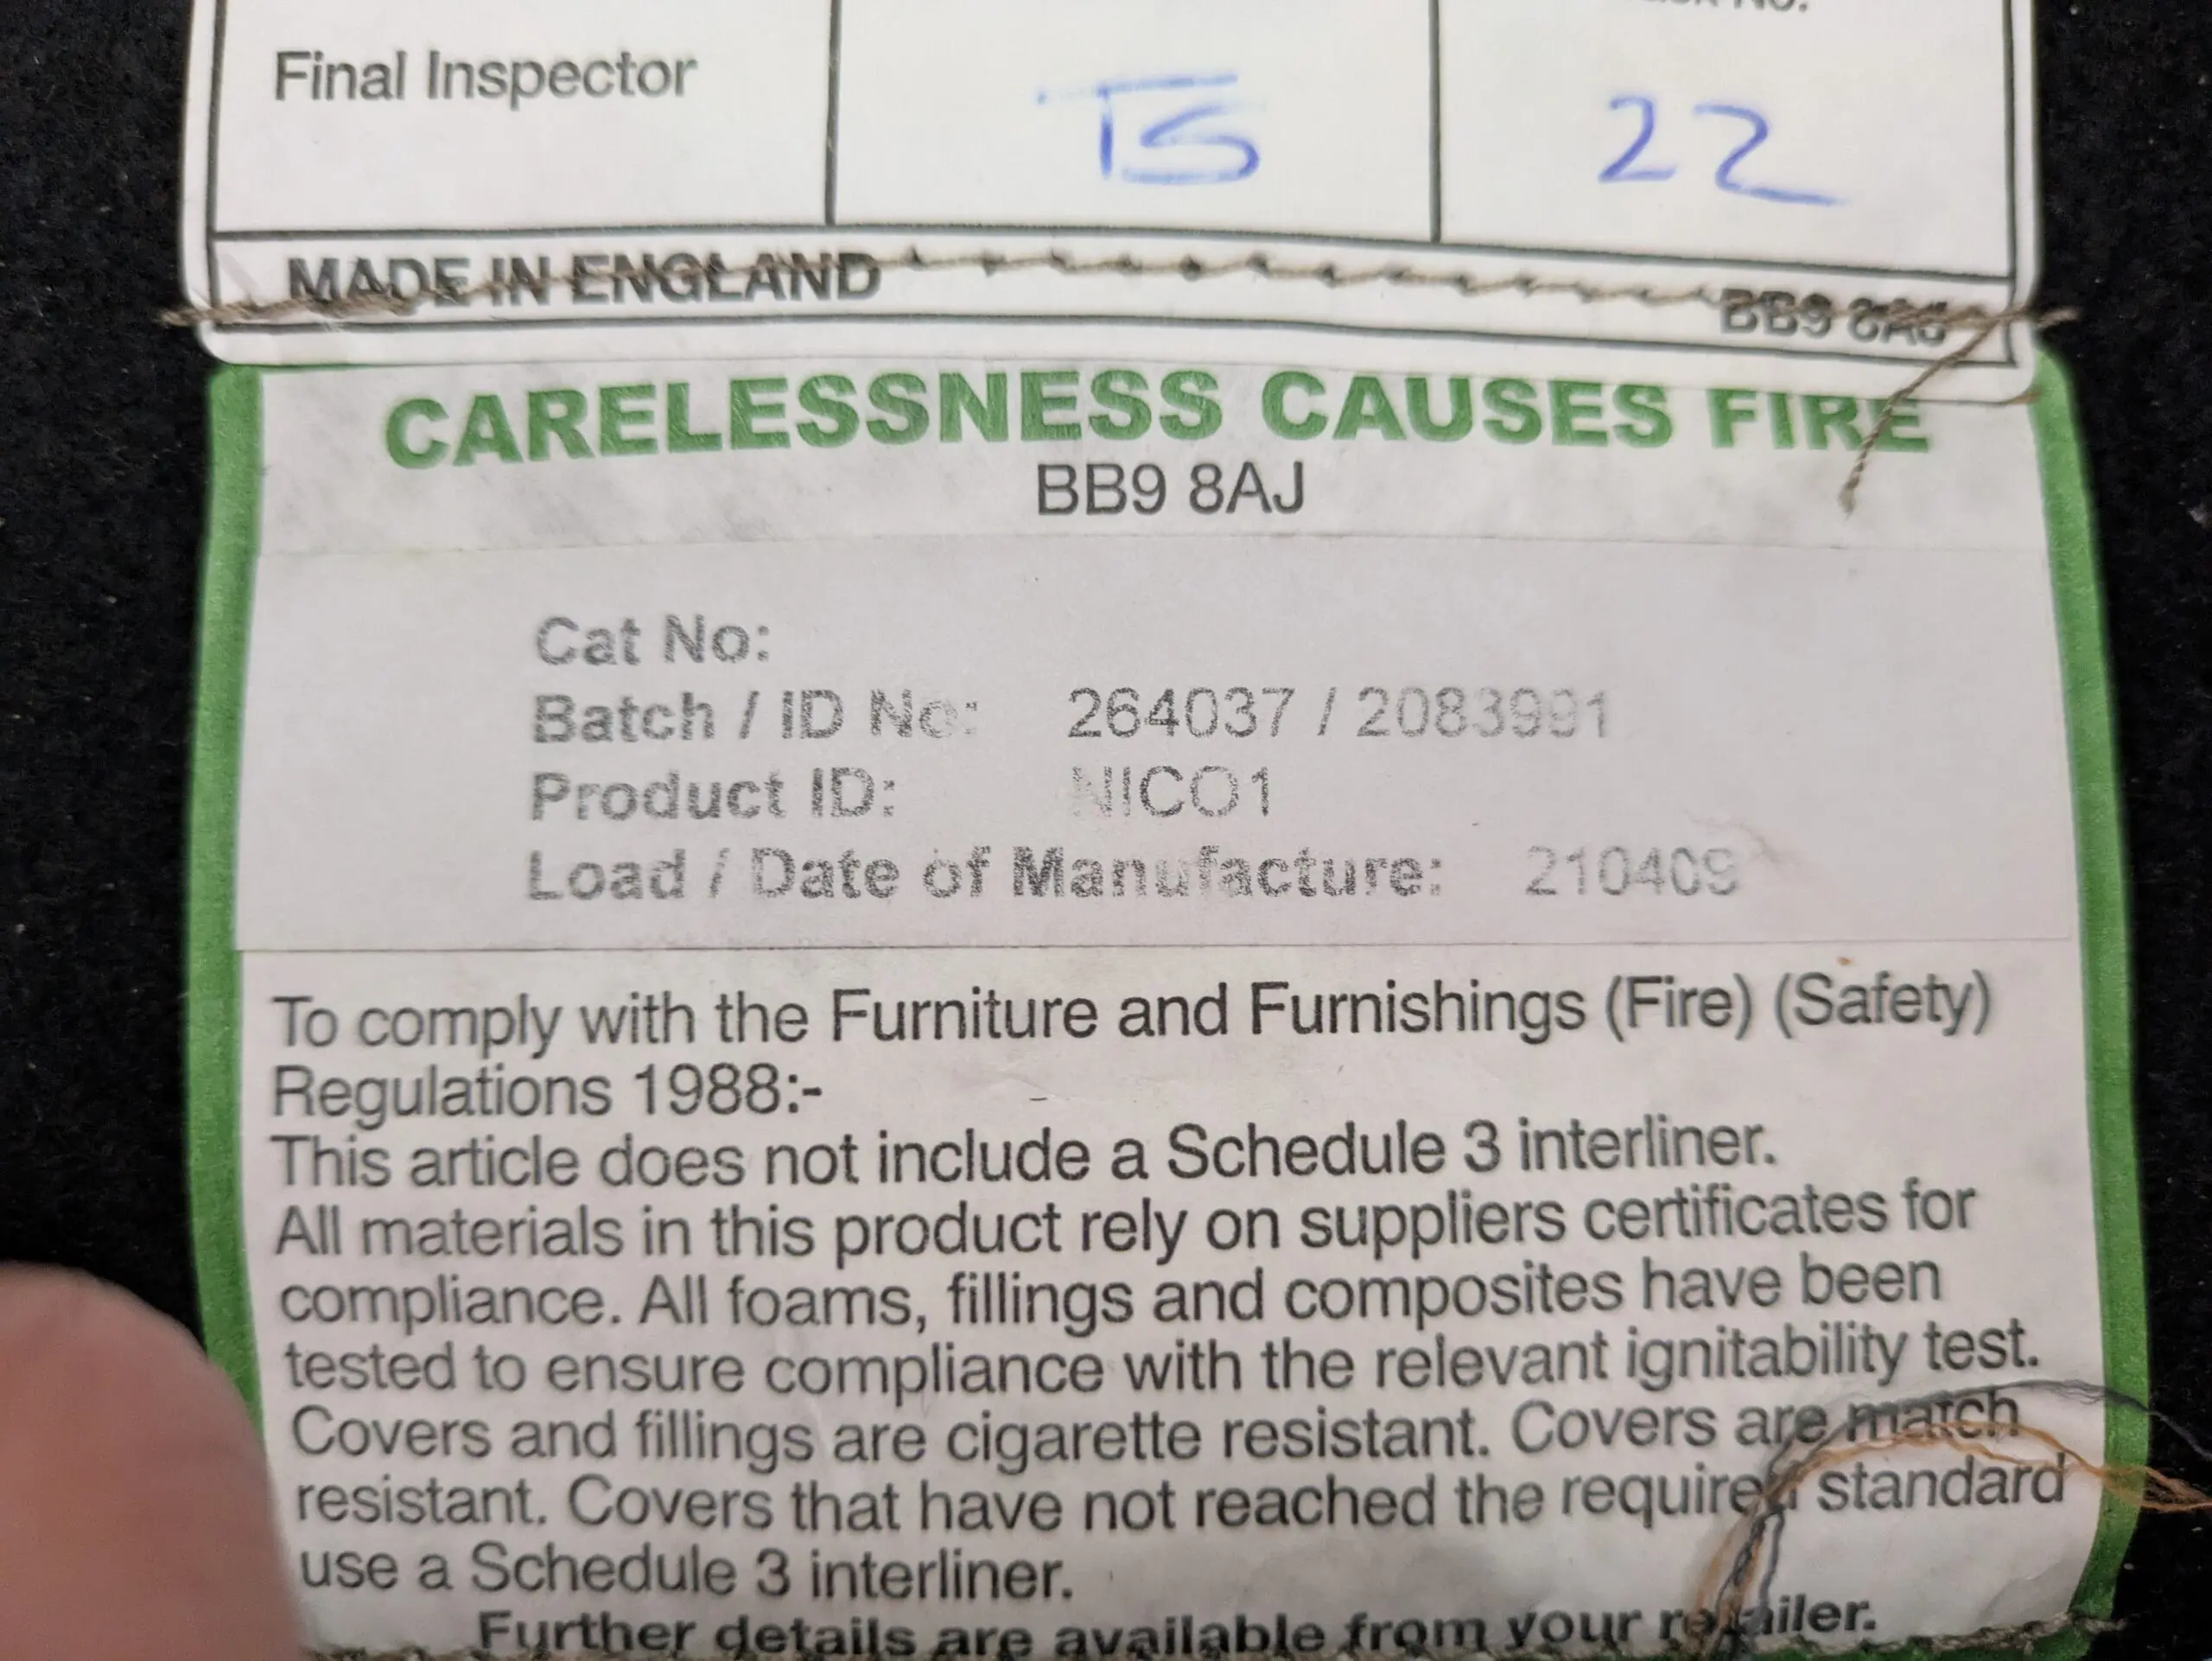 Final Inspector TS 22
MADE IN ENGLAND BB9 8AJ
CARELESSNESS CAUSES FIRE
BB9 8AJ
Cat No:
Batch / ID No: 264037 / 2083991
Product ID: NICO1
Load / Date of Manufacture: 210409
To comply with the Furniture and Furnishings (Fire) (Safety)
Regulations 1988:-
This article does not include a Schedule 3 interliner.
All materials in this product rely on suppliers certificates for
compliance. All foams, fillings and composites have been
tested to ensure compliance with the relevant ignitability test.
Covers and fillings are cigarette resistant. Covers are match
resistant. Covers that have not reached the required standard
use a Schedule 3 interliner.
Further details are available from your retailer.